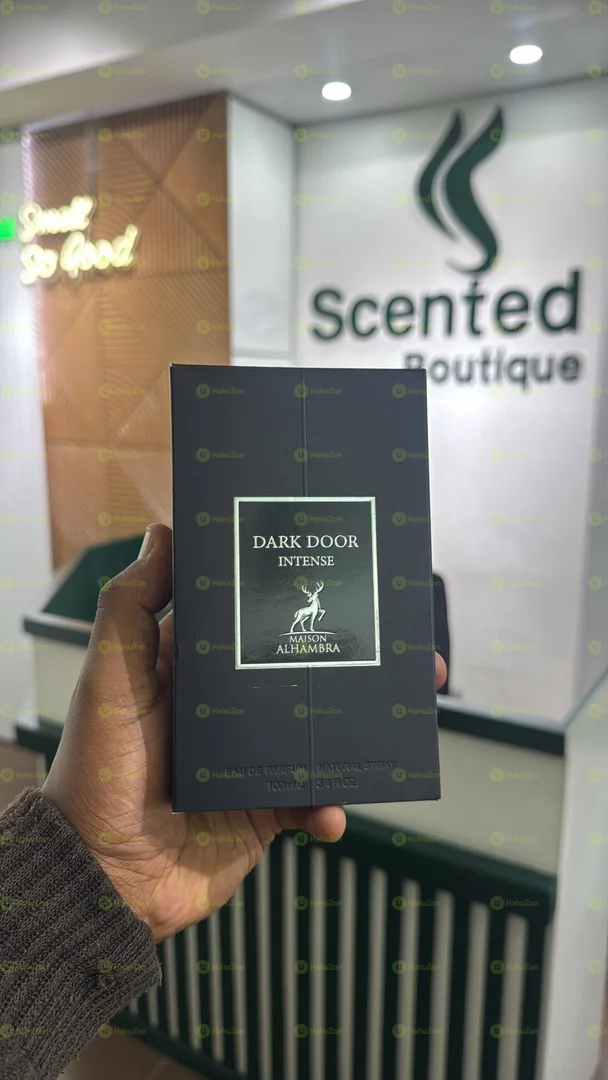 Smell
So Good
Scented
Boutique
DARK DOOR
INTENSE
MAISON
ALHAMBRA
EAU DE PARFUM NATURAL SPRAY
100ml℮ 3.4 FL.OZ.
HahuZon